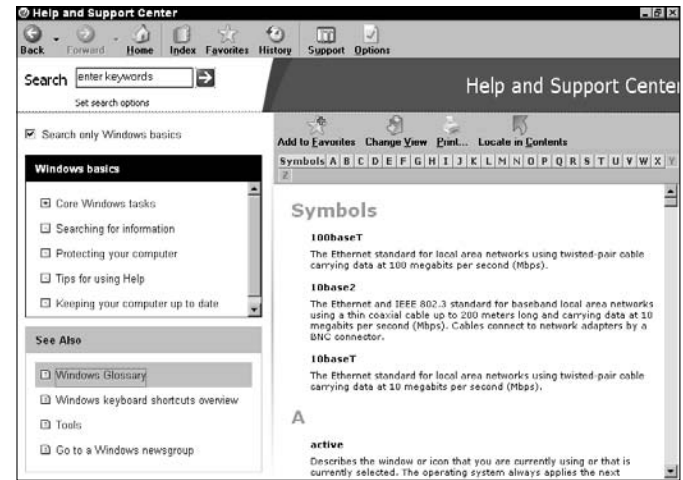 Help and Support Center
Back Forward Home Index Favorites History Support Options
Search enter keywords
Set search options
Help and Support Center
Search only Windows basics
Windows basics
Core Windows tasks
Searching for information
Protecting your computer
Tips for using Help
Keeping your computer up to date
See Also
Windows Glossary
Windows keyboard shortcuts overview
Tools
Go to a Windows newsgroup
Add to Favorites Change View Print... Locate in Contents
Symbols A B C D E F G H I J K L M N O P Q R S T U V W X Y
Z
Symbols
100baseT
The Ethernet standard for local area networks using twisted-pair cable
carrying data at 100 megabits per second (Mbps).
10base2
The Ethernet and IEEE 802.3 standard for baseband local area networks
using a thin coaxial cable up to 200 meters long and carrying data at 10
megabits per second (Mbps). Cables connect to network adapters by a
BNC connector.
10baseT
The Ethernet standard for local area networks using twisted-pair cable
carrying data at 10 megabits per second (Mbps).
A
active
Describes the window or icon that you are currently using or that is
currently selected. The operating system always applies the next